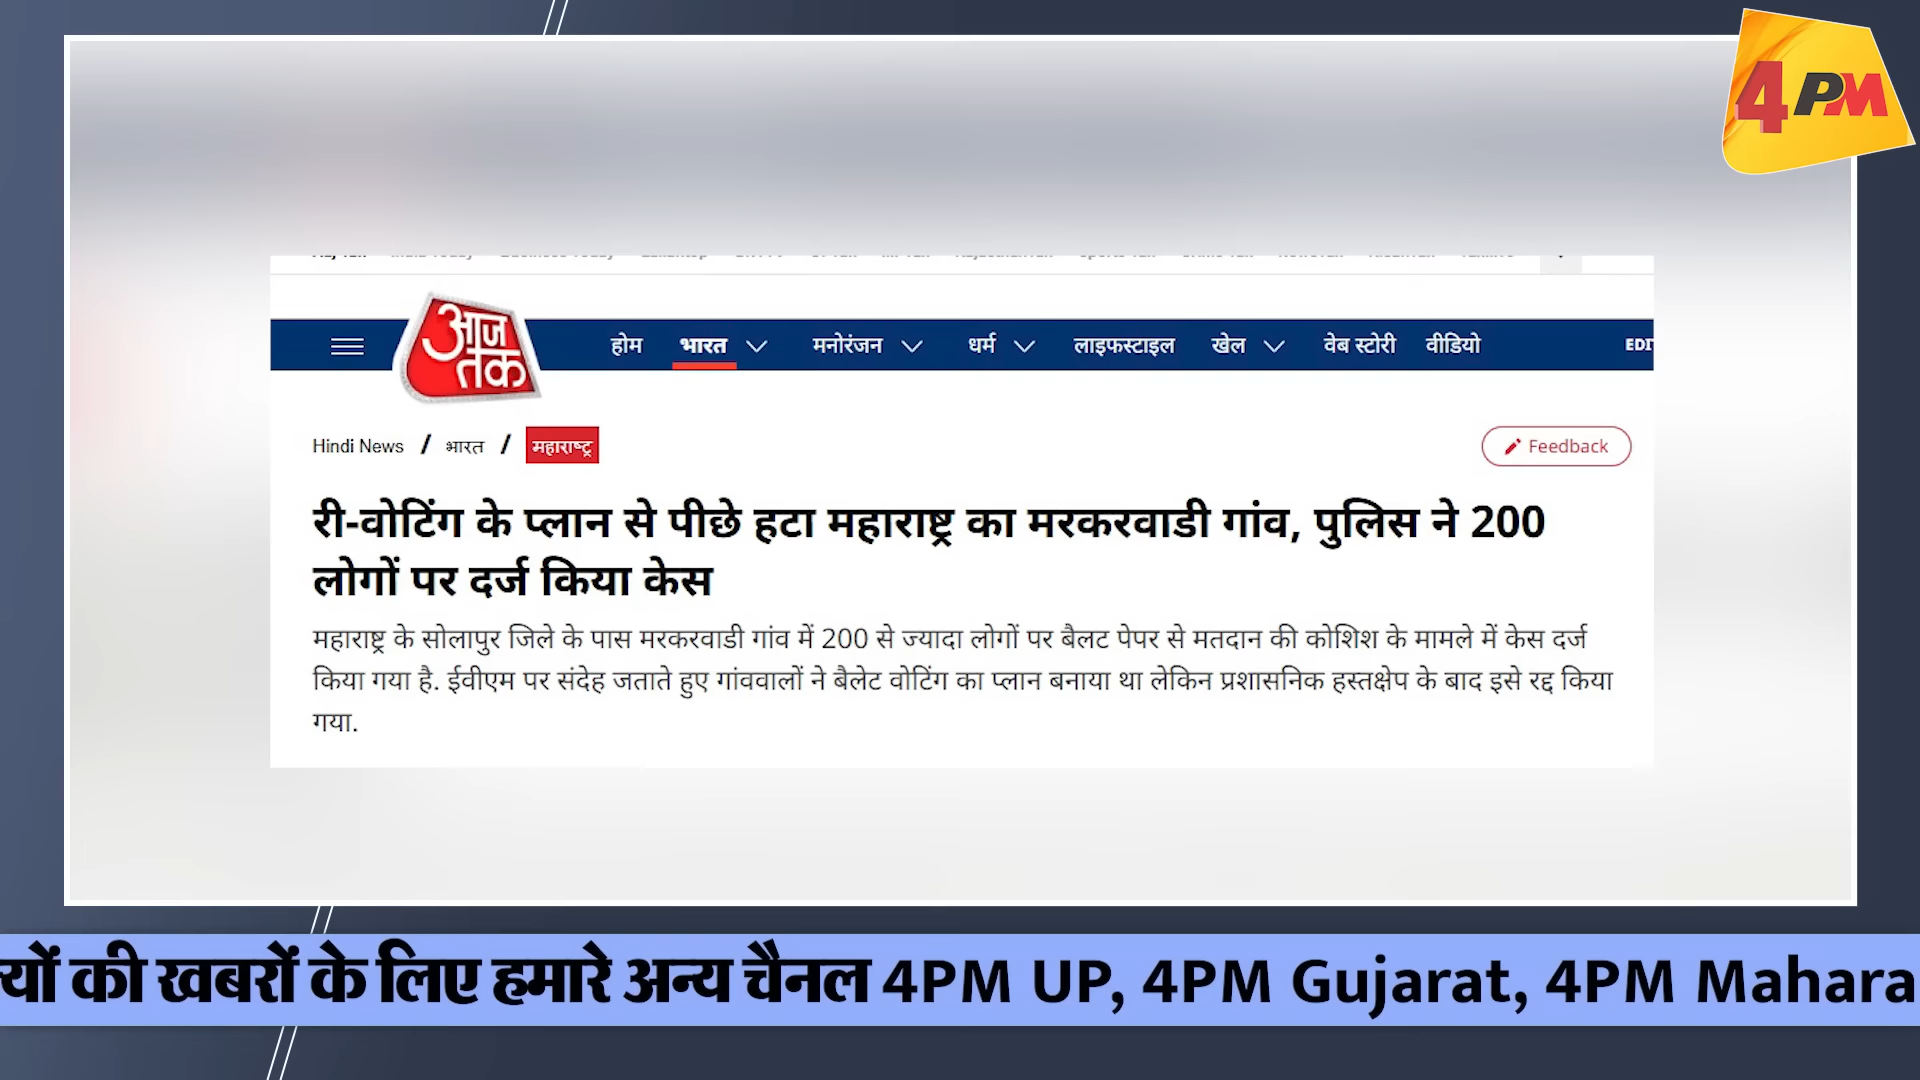 4PM
आज
तक
होम भारत मनोरंजन धर्म लाइफस्टाइल खेल वेब स्टोरी वीडियो
Hindi News / भारत / महाराष्ट्र
Feedback
री-वोटिंग के प्लान से पीछे हटा महाराष्ट्र का मरकरवाडी गांव, पुलिस ने 200
लोगों पर दर्ज किया केस
महाराष्ट्र के सोलापुर जिले के पास मरकरवाडी गांव में 200 से ज्यादा लोगों पर बैलट पेपर से मतदान की कोशिश के मामले में केस दर्ज
किया गया है. ईवीएम पर संदेह जताते हुए गांववालों ने बैलेट वोटिंग का प्लान बनाया था लेकिन प्रशासनिक हस्तक्षेप के बाद इसे रद्द किया
गया.
यों की खबरों के लिए हमारे अन्य चैनल 4PM UP, 4PM Gujarat, 4PM Mahara